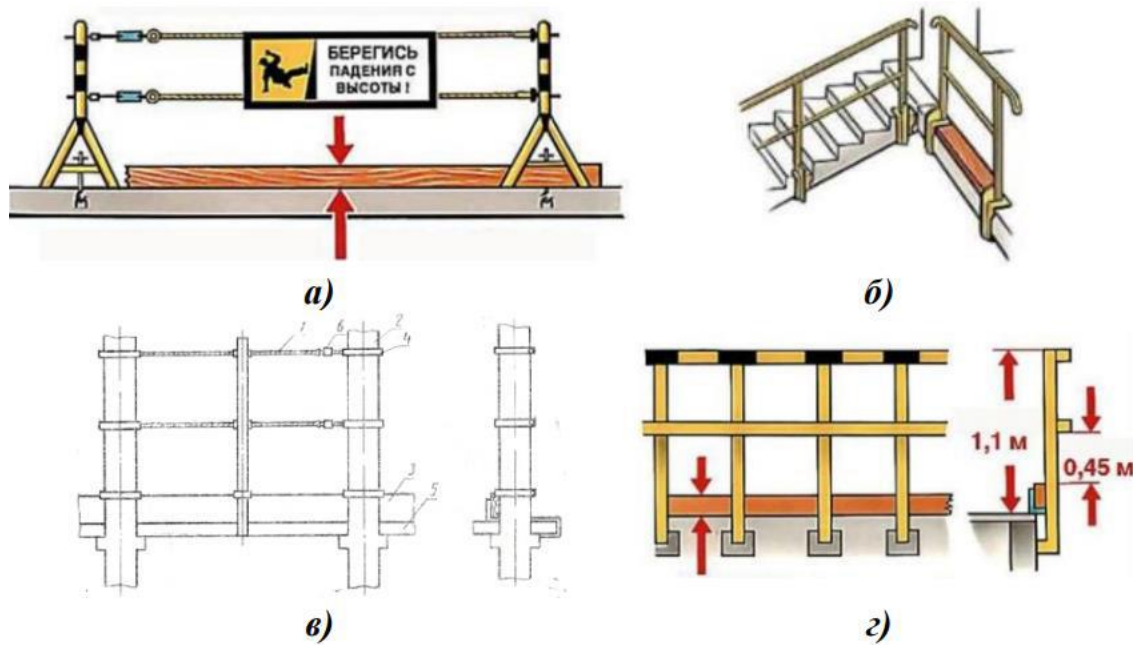 БЕРЕГИСЬ
ПАДЕНИЯ С
ВЫСОТЫ !
а)
б)
1
6
2
4
3
5
1,1 м
0,45 м
в)
г)